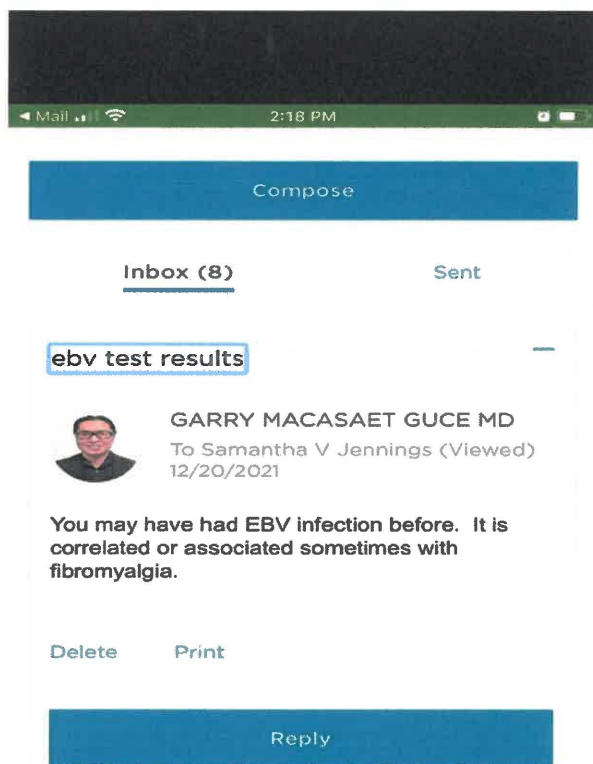 Mail
2:18 PM
Compose
Inbox (8)
Sent
ebv test results
GARRY MACASAET GUCE MD
To Samantha V Jennings (Viewed)
12/20/2021
You may have had EBV infection before. It is
correlated or associated sometimes with
fibromyalgia.
Delete
Print
Reply